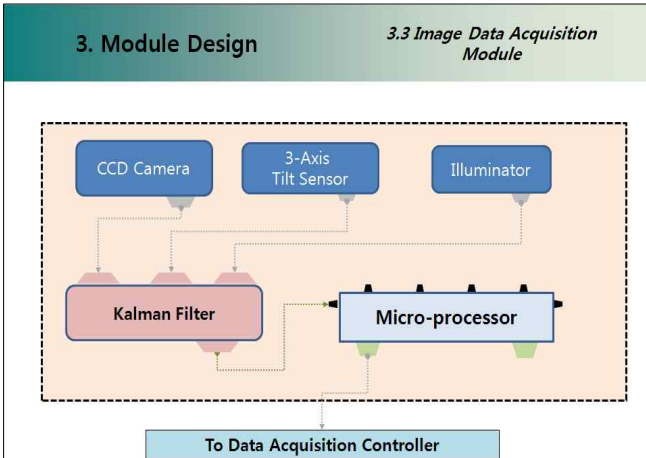 3. Module Design
3.3 Image Data Acquisition
Module
CCD Camera
3-Axis
Tilt Sensor
Illuminator
Kalman Filter
Micro-processor
To Data Acquisition Controller